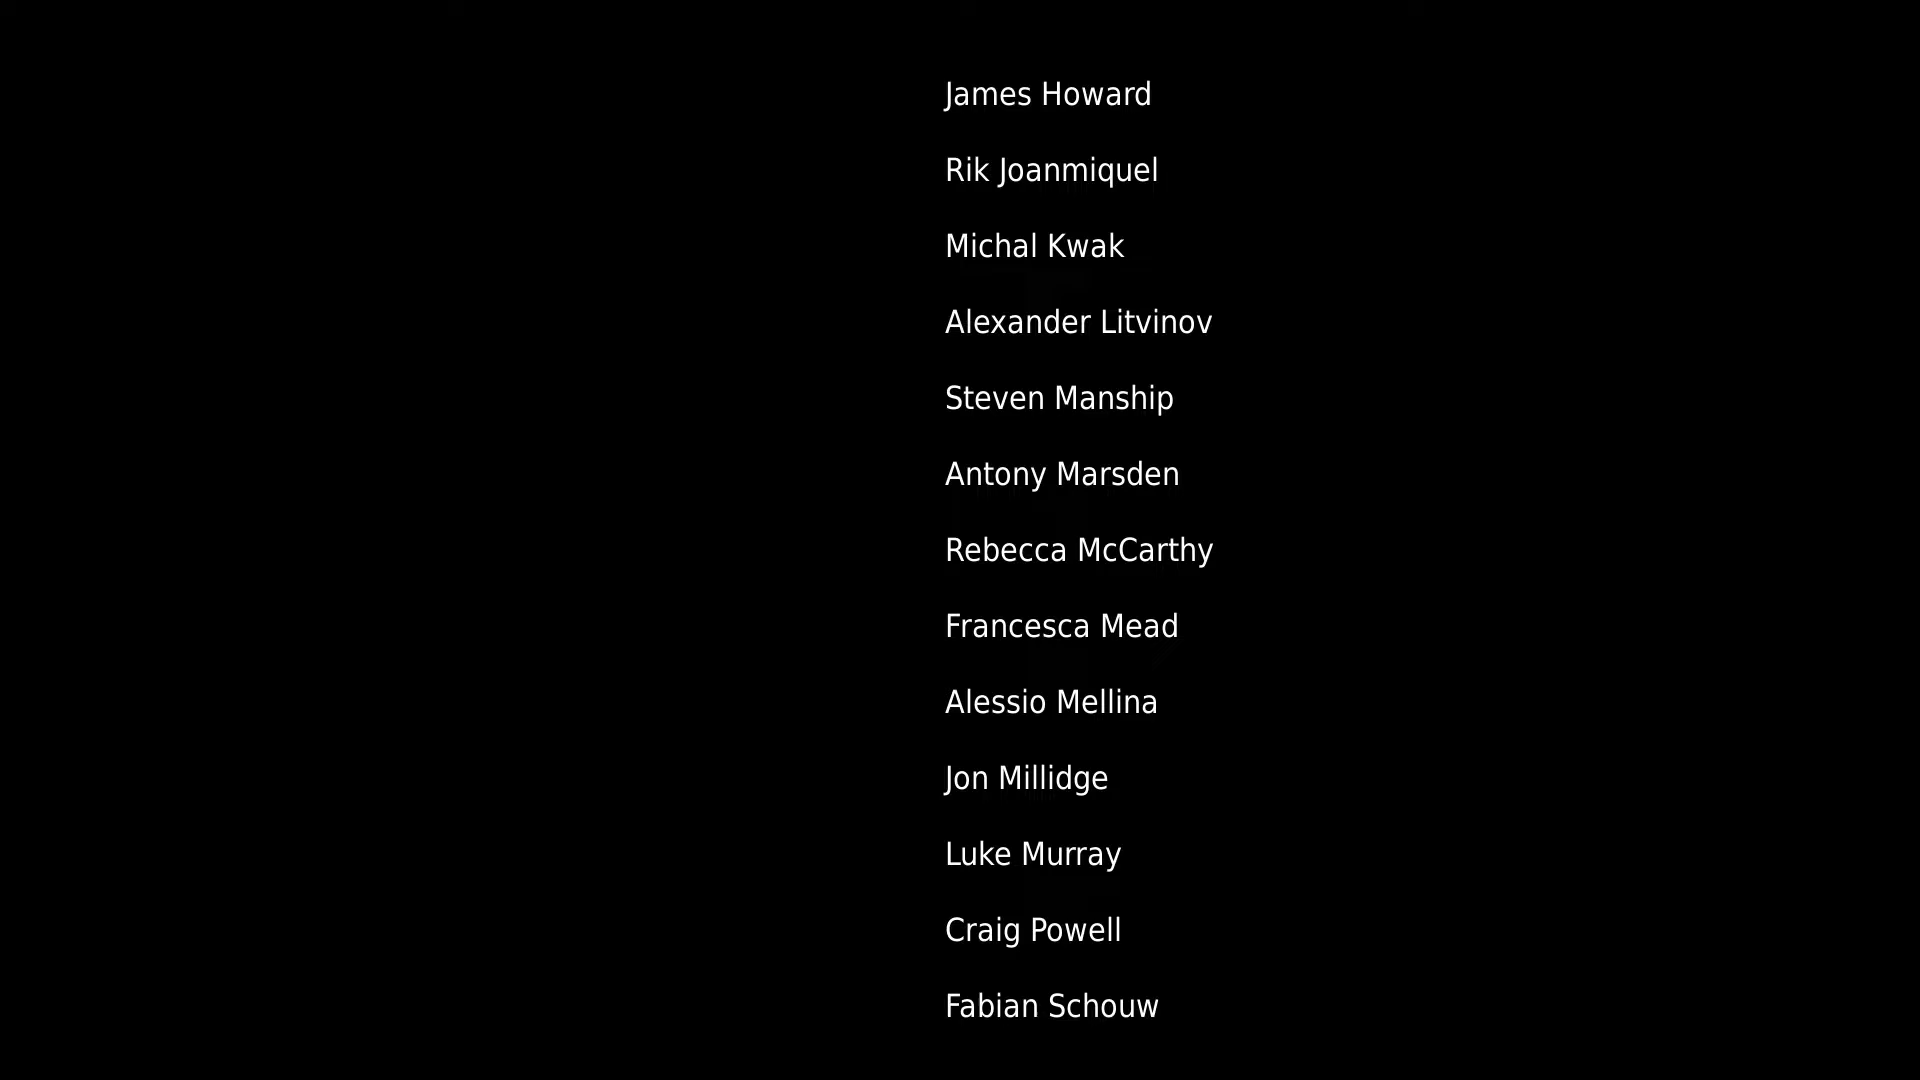 James Howard
Rik Joanmiquel
Michal Kwak
Alexander Litvinov
Steven Manship
Antony Marsden
Rebecca McCarthy
Francesca Mead
Alessio Mellina
Jon Millidge
Luke Murray
Craig Powell
Fabian Schouw